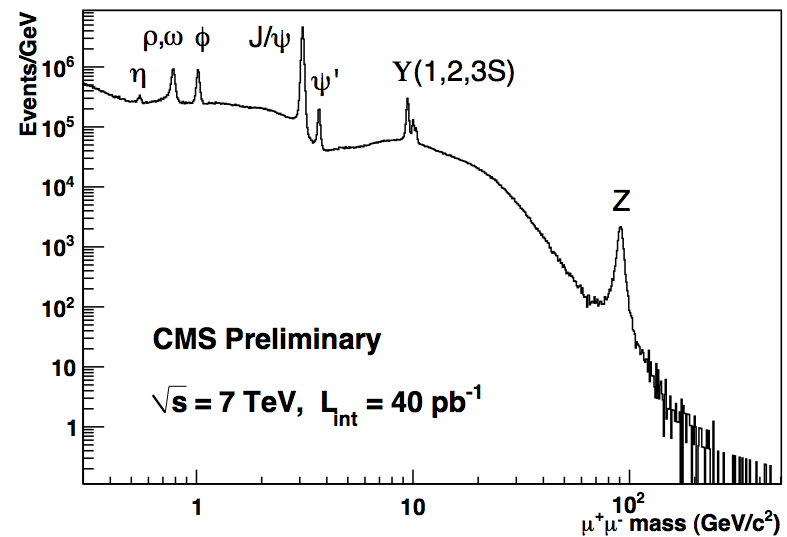 Events/GeV
10⁶
10⁵
10⁴
10³
10²
10
1
η
ρ,ω
ϕ
J/ψ
ψ'
Υ(1,2,3S)
Z
CMS Preliminary
√s = 7 TeV, L_int = 40 pb⁻¹
1
10
10²
μ⁺μ⁻ mass (GeV/c²)